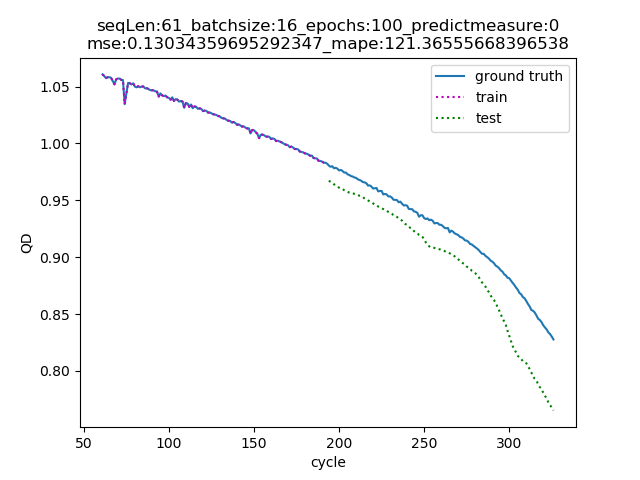 seqLen:61_batchsize:16_epochs:100_predictmeasure:0
mse:0.13034359695292347_mape:121.36555668396538
ground truth
train
test
1.05
1.00
0.95
0.90
0.85
0.80
QD
50 100 150 200 250 300
cycle